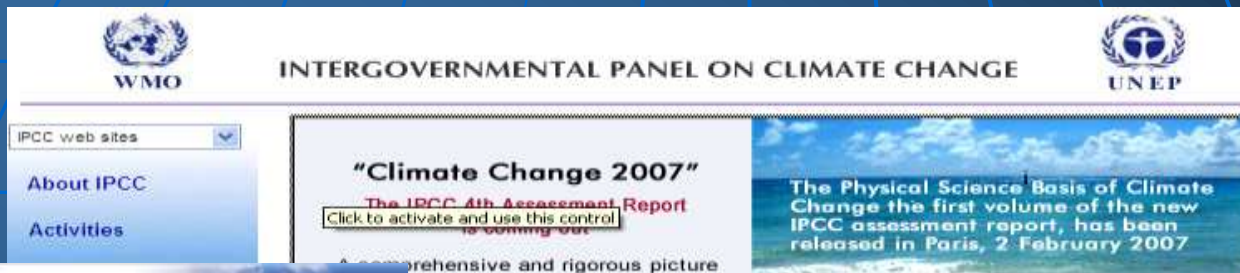 WMO
INTERGOVERNMENTAL PANEL ON CLIMATE CHANGE
UNEP
IPCC web sites
About IPCC
Activities
"Climate Change 2007"
The IPCC 4th Assessment Report
Click to activate and use this control
is coming out
A comprehensive and rigorous picture
The Physical Science Basis of Climate
Change the first volume of the new
IPCC assessment report, has been
released in Paris, 2 February 2007